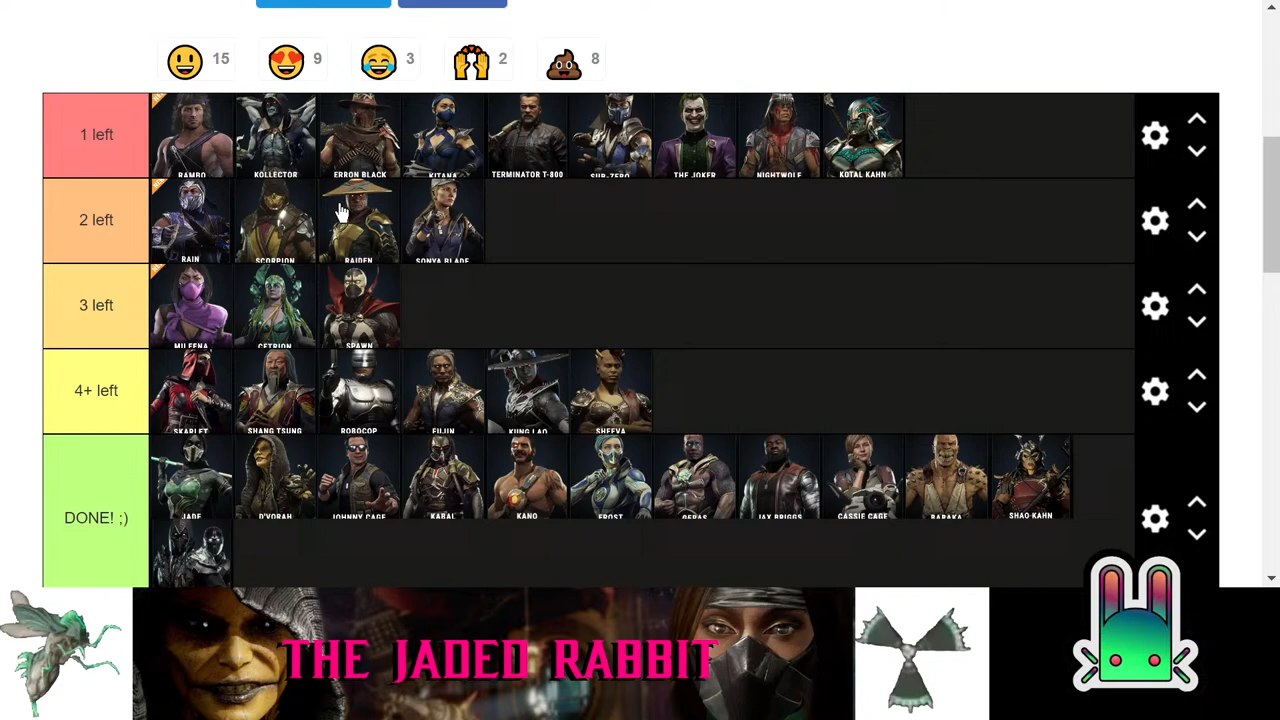 15 9 3 2 8
1 left
RAMBO KOLLECTOR ERRON BLACK KITANA TERMINATOR T-800 SUB-ZERO THE JOKER NIGHTWOLF KOTAL KAHN
2 left
RAIN SCORPION RAIDEN SONYA BLADE
3 left
MILEENA CETRION SPAWN
4+ left
SKARLET SHANG TSUNG ROBOCOP FUJIN KUNG LAO SHEEVA
DONE! ;)
JADE D'VORAH JOHNNY CAGE KABAL KANO FROST GERAS JAX BRIGGS CASSIE CAGE BARAKA SHAO KAHN
THE JADED RABBIT